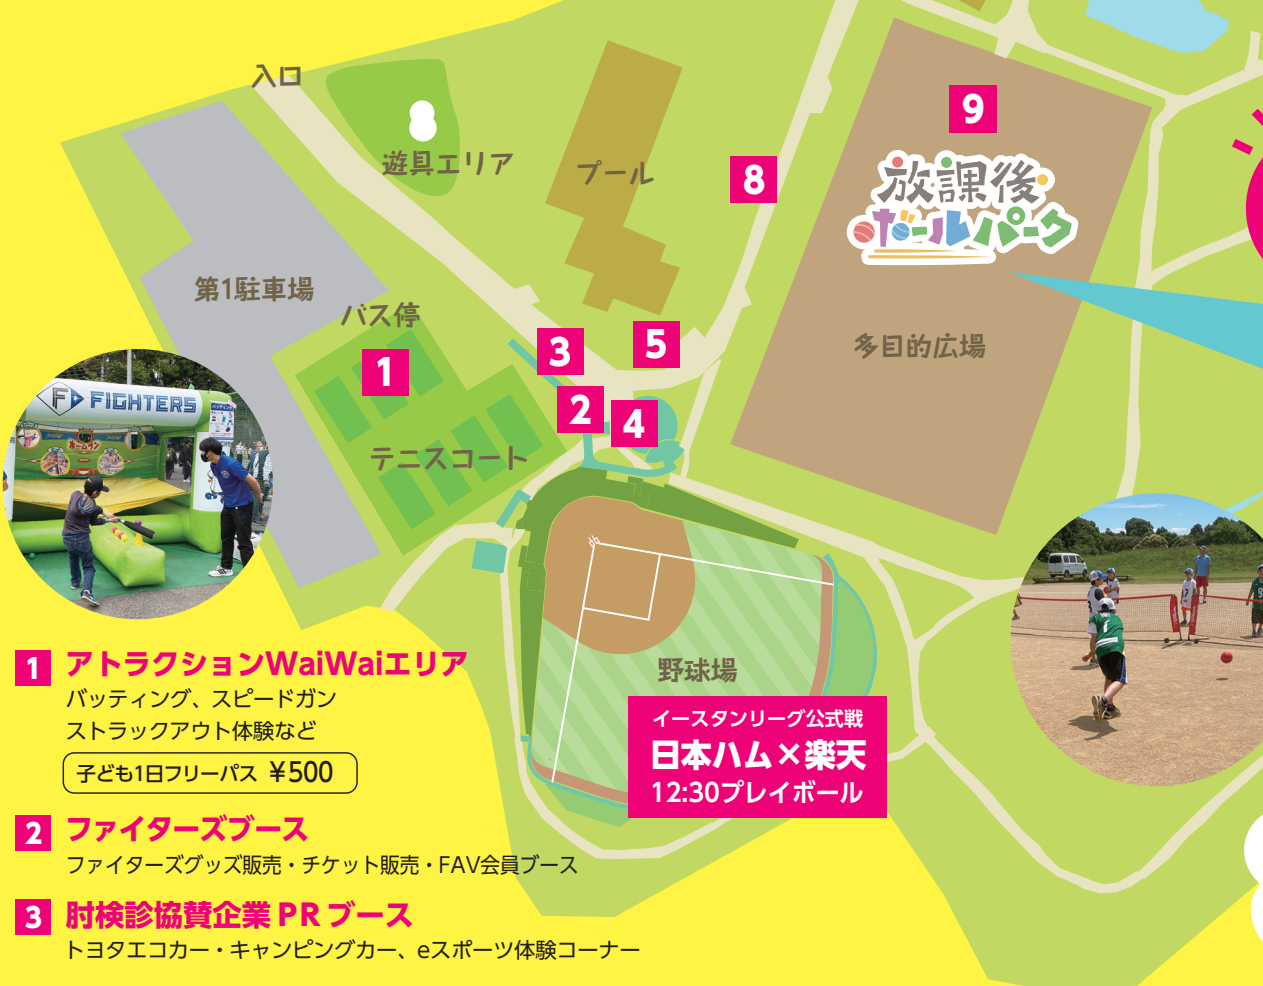 入口
遊具エリア
プール
8
9
放課後
ボールパーク
第1駐車場
バス停
1
3
5
2
4
多目的広場
テニスコート
FIGHTERS
ホームラン
野球場
イースタンリーグ公式戦
日本ハム×楽天
12:30プレイボール
1 アトラクションWaiWaiエリア
バッティング、スピードガン
ストラックアウト体験など
子ども1日フリーパス ¥500
2 ファイターズブース
ファイターズグッズ販売・チケット販売・FAV会員ブース
3 肘検診協賛企業PRブース
トヨタエコカー・キャンピングカー、eスポーツ体験コーナー